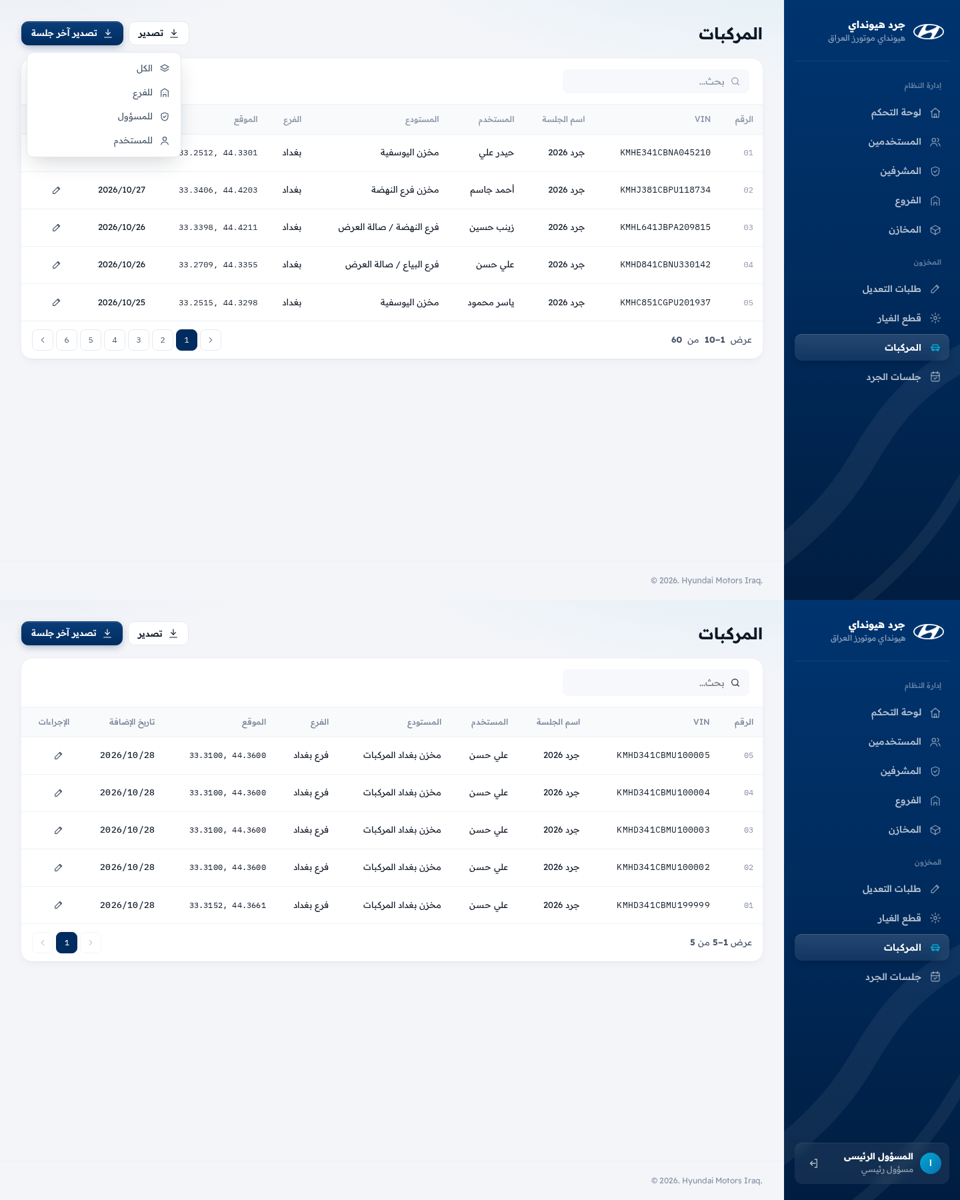 جرد هيونداي
هيونداي موتورز العراق
إدارة النظام
لوحة التحكم
المستخدمين
المشرفين
الفروع
المخازن
المخزون
طلبات التعديل
قطع الغيار
المركبات
جلسات الجرد
المركبات
تصدير
تصدير آخر جلسة
الكل
للفرع
للمسؤول
للمستخدم
بحث...
الرقم VIN اسم الجلسة المستخدم المستودع الفرع الموقع
01 KMHE341CBNA045210 جرد 2026 حيدر علي مخزن اليوسفية بغداد 33.2512, 44.3301
02 KMHJ381CBPU118734 جرد 2026 أحمد جاسم مخزن فرع النهضة بغداد 33.3406, 44.4203 2026/10/27
03 KMHL641JBPA209815 جرد 2026 زينب حسين فرع النهضة / صالة العرض بغداد 33.3398, 44.4211 2026/10/26
04 KMHD841CBNU330142 جرد 2026 علي حسن فرع البياع / صالة العرض بغداد 33.2709, 44.3355 2026/10/26
05 KMHC851CGPU201937 جرد 2026 ياسر محمود مخزن اليوسفية بغداد 33.2515, 44.3298 2026/10/25
عرض 1–10 من 60
1 2 3 4 5 6
© 2026. Hyundai Motors Iraq.
جرد هيونداي
هيونداي موتورز العراق
إدارة النظام
لوحة التحكم
المستخدمين
المشرفين
الفروع
المخازن
المخزون
طلبات التعديل
قطع الغيار
المركبات
جلسات الجرد
المسؤول الرئيسي
مسؤول رئيسي
ا
المركبات
تصدير
تصدير آخر جلسة
بحث...
الرقم VIN اسم الجلسة المستخدم المستودع الفرع الموقع تاريخ الإضافة الإجراءات
05 KMHD341CBMU100005 جرد 2026 علي حسن مخزن بغداد المركبات فرع بغداد 33.3100, 44.3600 2026/10/28
04 KMHD341CBMU100004 جرد 2026 علي حسن مخزن بغداد المركبات فرع بغداد 33.3100, 44.3600 2026/10/28
03 KMHD341CBMU100003 جرد 2026 علي حسن مخزن بغداد المركبات فرع بغداد 33.3100, 44.3600 2026/10/28
02 KMHD341CBMU100002 جرد 2026 علي حسن مخزن بغداد المركبات فرع بغداد 33.3100, 44.3600 2026/10/28
01 KMHD341CBMU199999 جرد 2026 علي حسن مخزن بغداد المركبات فرع بغداد 33.3152, 44.3661 2026/10/28
عرض 1–5 من 5
1
© 2026. Hyundai Motors Iraq.